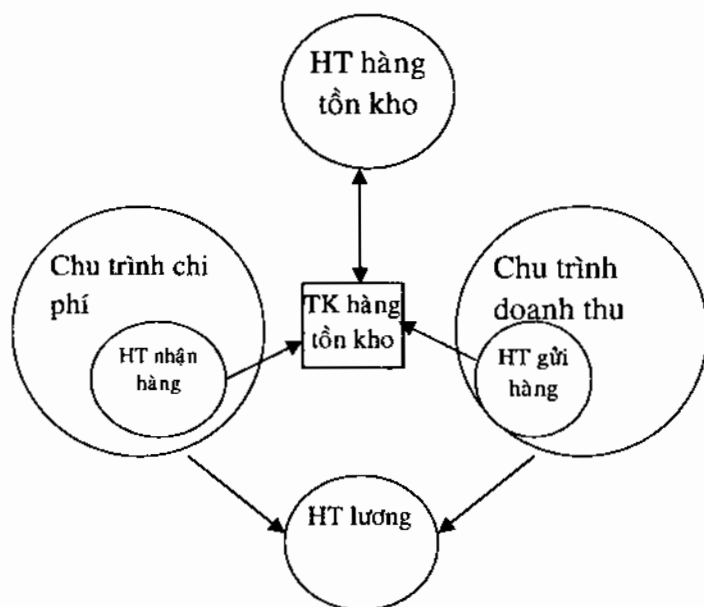 HT hàng
tồn kho
Chu trình chi
phí
HT nhận
hàng
TK hàng
tồn kho
Chu trình
doanh thu
HT gửi
hàng
HT lương